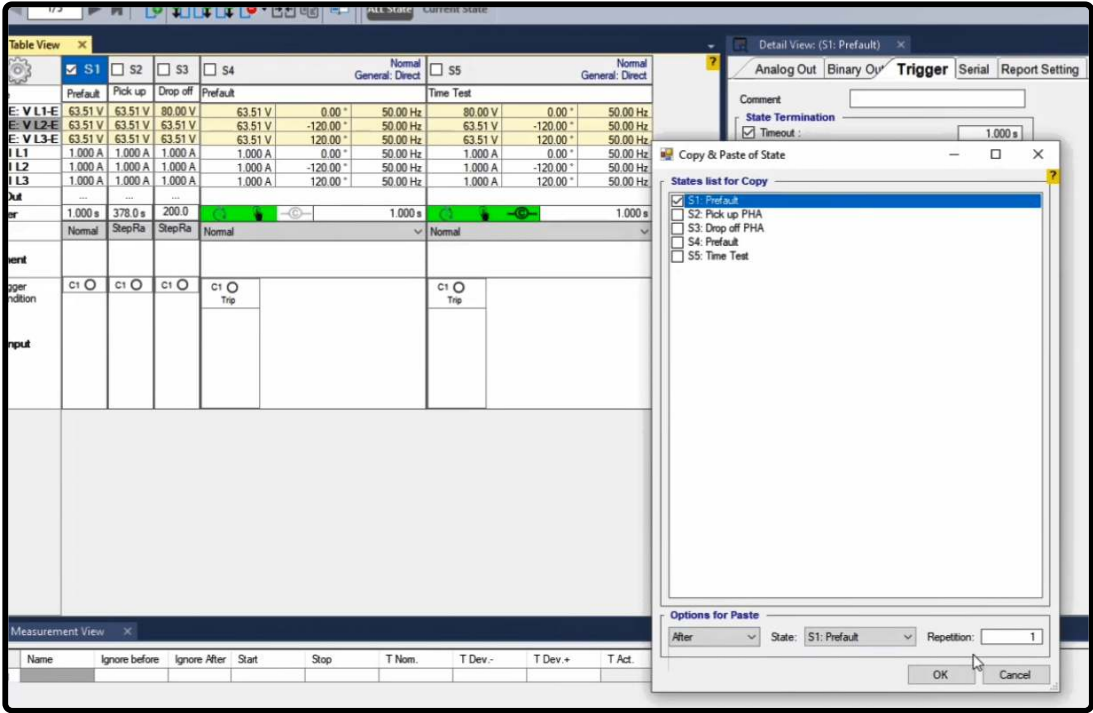 1/5 ALL State Current State
Table View ×
Detail View: (S1: Prefault) ×
S1 S2 S3 S4 Normal General: Direct S5 Normal General: Direct ?
Analog Out Binary Ou Trigger Serial Report Setting
Prefault Pick up Drop off Prefault Time Test
E: V L1-E 63.51 V 63.51 V 80.00 V 63.51 V 0.00 ° 50.00 Hz 80.00 V 0.00 ° 50.00 Hz
E: V L2-E 63.51 V 63.51 V 63.51 V 63.51 V -120.00 ° 50.00 Hz 63.51 V -120.00 ° 50.00 Hz
E: V L3-E 63.51 V 63.51 V 63.51 V 63.51 V 120.00 ° 50.00 Hz 63.51 V 120.00 ° 50.00 Hz
I L1 1.000 A 1.000 A 1.000 A 1.000 A 0.00 ° 50.00 Hz 1.000 A 0.00 ° 50.00 Hz
I L2 1.000 A 1.000 A 1.000 A 1.000 A -120.00 ° 50.00 Hz 1.000 A -120.00 ° 50.00 Hz
I L3 1.000 A 1.000 A 1.000 A 1.000 A 120.00 ° 50.00 Hz 1.000 A 120.00 ° 50.00 Hz
Out ... ... ...
er 1.000 s 378.0 s 200.0 C 1.000 s C 1.000 s
Normal StepRa StepRa Normal Normal
ment
gger
ndition
C1 C1 C1 C1 C1
Trip Trip
nput
Comment
State Termination
Timeout : 1.000 s
Copy & Paste of State
?
States list for Copy
S1: Prefault
S2: Pick up PHA
S3: Drop off PHA
S4: Prefault
S5: Time Test
Options for Paste
After State: S1: Prefault Repetition: 1
OK Cancel
Measurement View ×
Name Ignore before Ignore After Start Stop T Nom. T Dev.- T Dev.+ T Act.